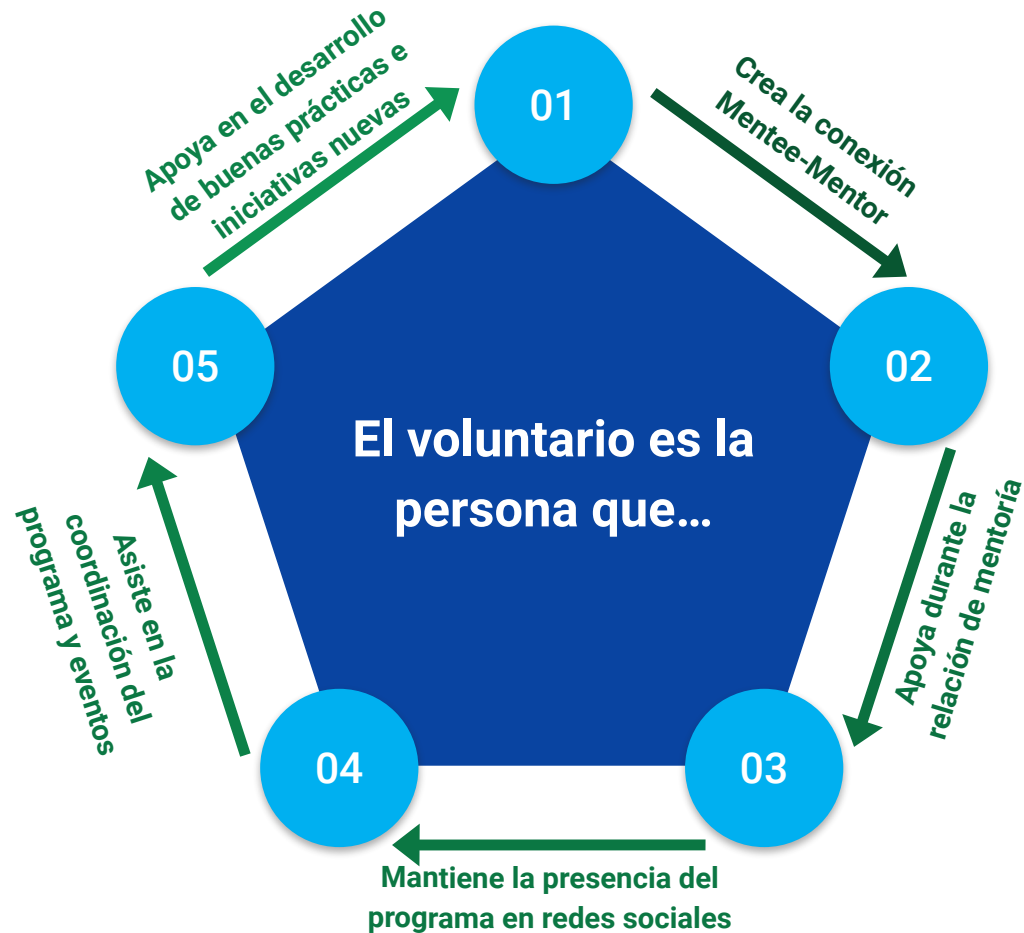 El voluntario es la
persona que...
01
Crea la conexión
Mentee-Mentor
02
Apoya durante la
relación de mentoría
03
Mantiene la presencia del
programa en redes sociales
04
Asiste en la
coordinación del
programa y eventos
05
Apoya en el desarrollo
de buenas prácticas e
iniciativas nuevas